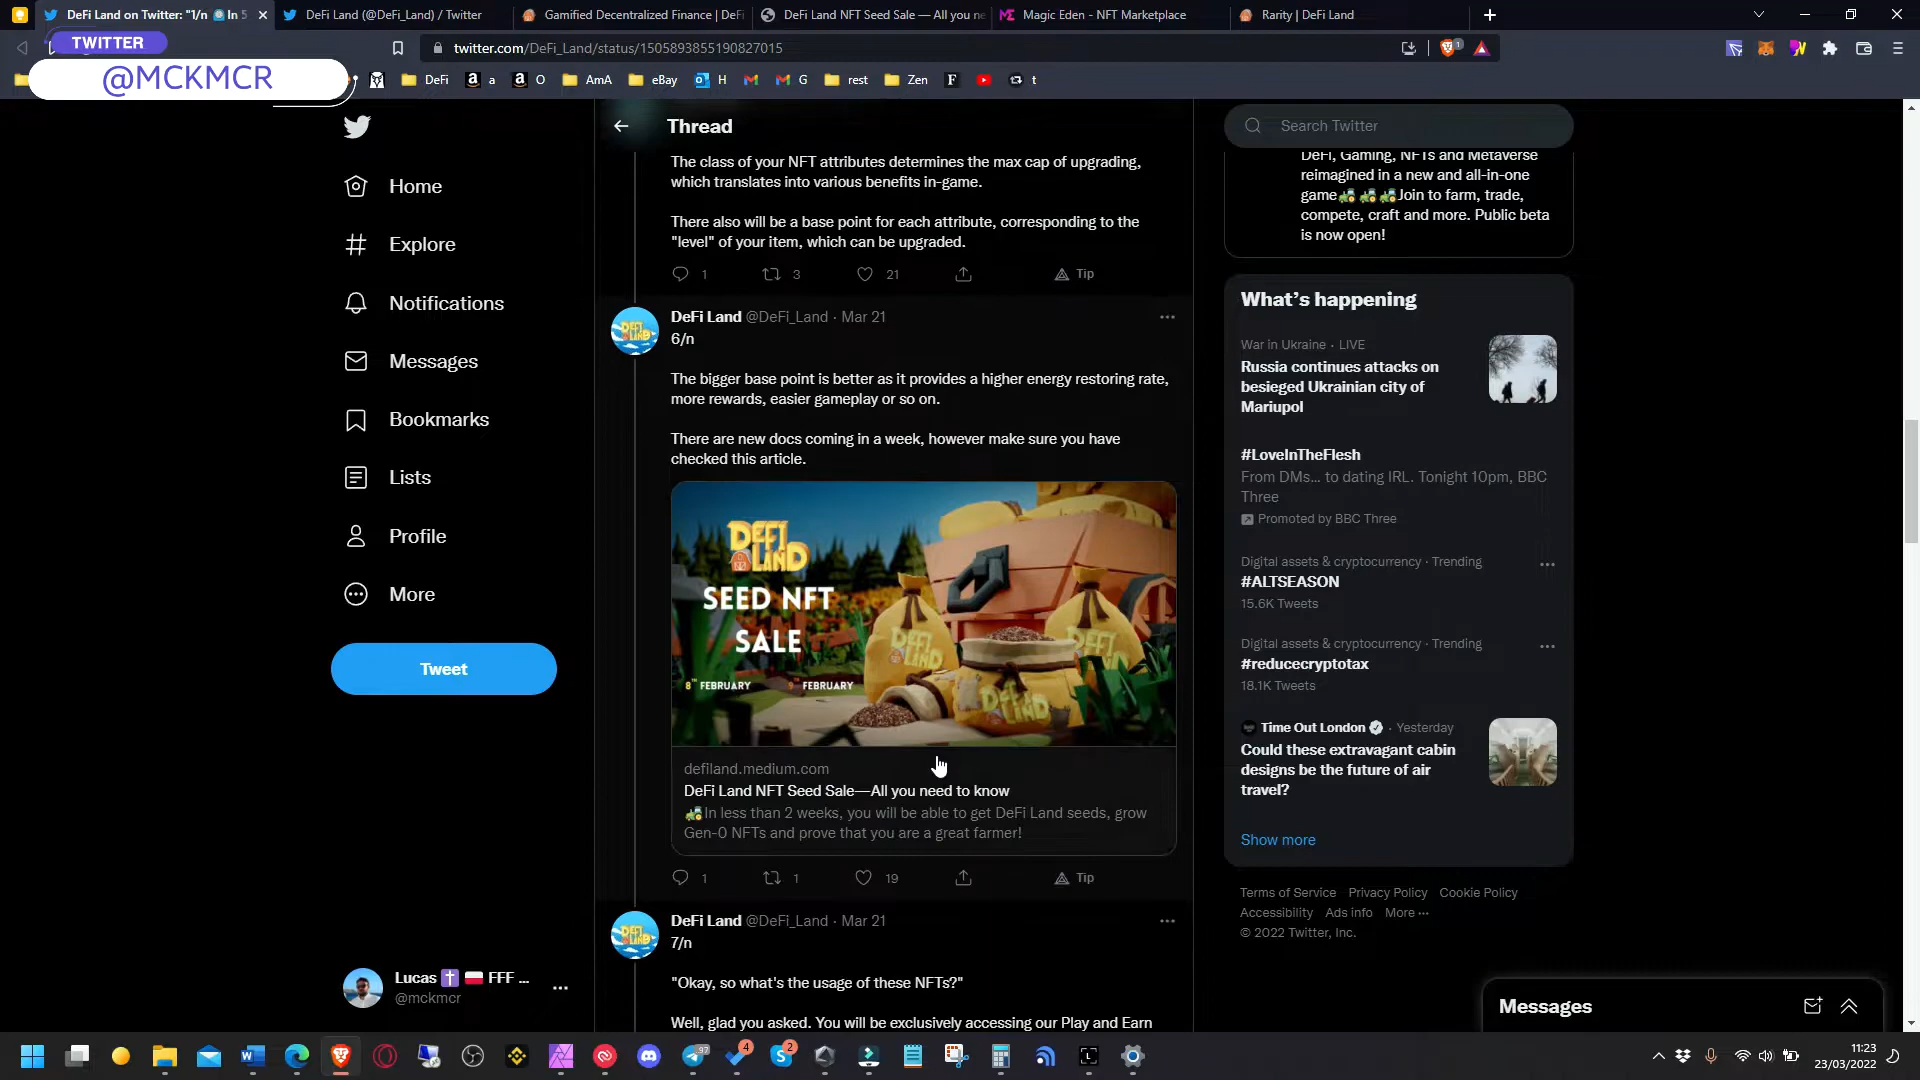 DeFi Land on Twitter: "1/n In 5
DeFi Land (@DeFi_Land) / Twitter
Gamified Decentralized Finance | DeFi
DeFi Land NFT Seed Sale — All you ne
Magic Eden - NFT Marketplace
Rarity | DeFi Land
TWITTER
@MCKMCR
twitter.com/DeFi_Land/status/1505893855190827015
1
DeFi
a
O
AmA
eBay
H
G
rest
Zen
t
Thread
Search Twitter
The class of your NFT attributes determines the max cap of upgrading,
which translates into various benefits in-game.
There also will be a base point for each attribute, corresponding to the
"level" of your item, which can be upgraded.
1
3
21
Tip
Home
Explore
Notifications
Messages
Bookmarks
Lists
Profile
More
Tweet
DeFi Land @DeFi_Land · Mar 21
6/n
The bigger base point is better as it provides a higher energy restoring rate,
more rewards, easier gameplay or so on.
There are new docs coming in a week, however make sure you have
checked this article.
DEFI
LAND
SEED NFT
SALE
8TH FEBRUARY
9TH FEBRUARY
defiland.medium.com
DeFi Land NFT Seed Sale—All you need to know
In less than 2 weeks, you will be able to get DeFi Land seeds, grow
Gen-0 NFTs and prove that you are a great farmer!
1
1
19
Tip
DeFi Land @DeFi_Land · Mar 21
7/n
"Okay, so what's the usage of these NFTs?"
Well, glad you asked. You will be exclusively accessing our Play and Earn
DeFi, Gaming, NFTs and Metaverse
reimagined in a new and all-in-one
game Join to farm, trade,
compete, craft and more. Public beta
is now open!
What's happening
War in Ukraine · LIVE
Russia continues attacks on
besieged Ukrainian city of
Mariupol
#LoveInTheFlesh
From DMs... to dating IRL. Tonight 10pm, BBC
Three
Promoted by BBC Three
Digital assets & cryptocurrency · Trending
#ALTSEASON
15.6K Tweets
Digital assets & cryptocurrency · Trending
#reducecryptotax
18.1K Tweets
Time Out London · Yesterday
Could these extravagant cabin
designs be the future of air
travel?
Show more
Terms of Service Privacy Policy Cookie Policy
Accessibility Ads info More
© 2022 Twitter, Inc.
Lucas FFF ...
@mckmcr
Messages
97
4
2
11:23
23/03/2022